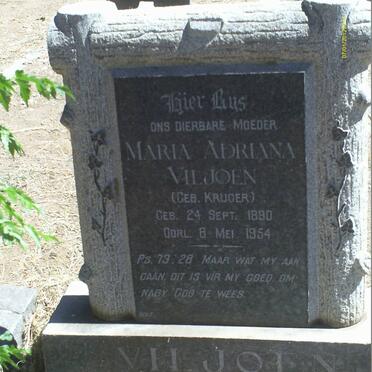 Hier Rus
ONS DIERBARE MOEDER
MARIA ADRIANA
VILJOEN
(GEB. KRUGER)
GEB. 24 SEPT. 1890
OORL. 8 MEI 1954
PS. 73:28 MAAR WAT MY AAN
GAAN, DIT IS VIR MY GOED OM
NABY GOD TE WEES.
VILJOEN